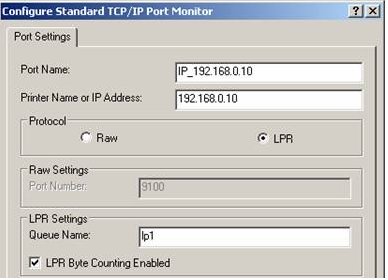 Configure Standard TCP/IP Port Monitor
Port Settings
Port Name: IP_192.168.0.10
Printer Name or IP Address: 192.168.0.10
Protocol
Raw LPR
Raw Settings
Port Number: 9100
LPR Settings
Queue Name: lp1
LPR Byte Counting Enabled